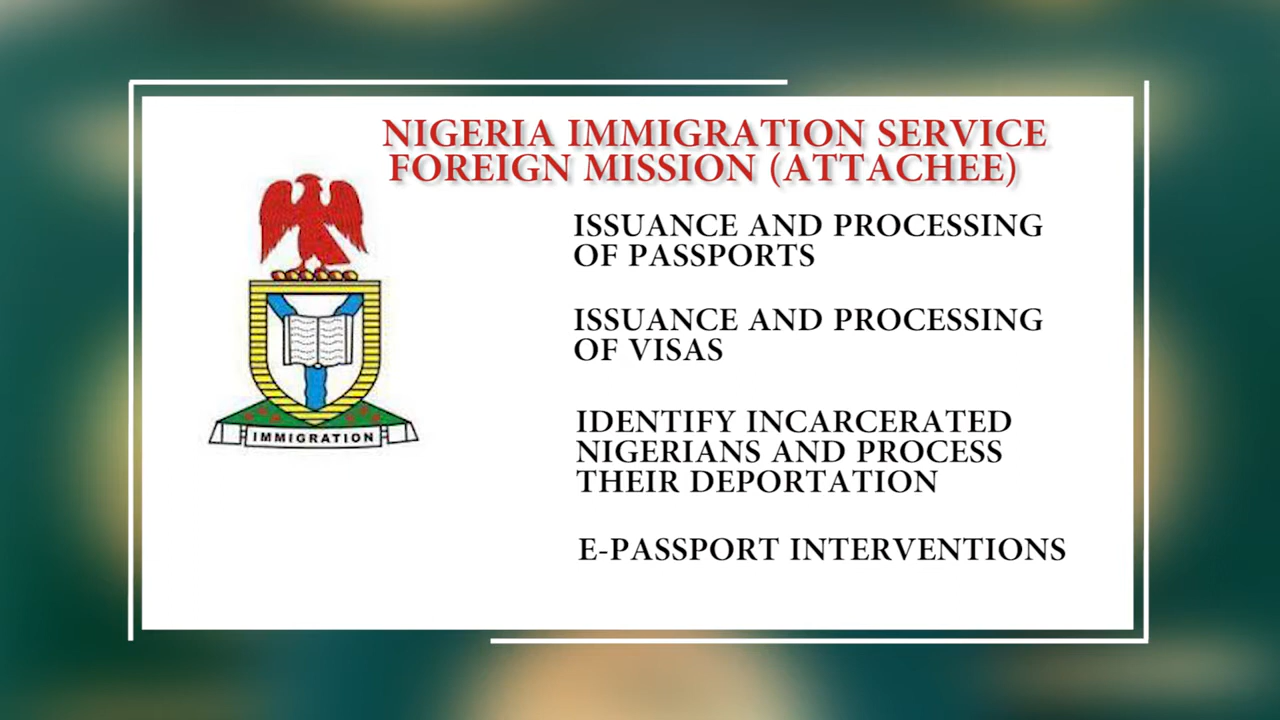 NIGERIA IMMIGRATION SERVICE
FOREIGN MISSION (ATTACHEE)
ISSUANCE AND PROCESSING
OF PASSPORTS
ISSUANCE AND PROCESSING
OF VISAS
IDENTIFY INCARCERATED
NIGERIANS AND PROCESS
THEIR DEPORTATION
E-PASSPORT INTERVENTIONS
IMMIGRATION